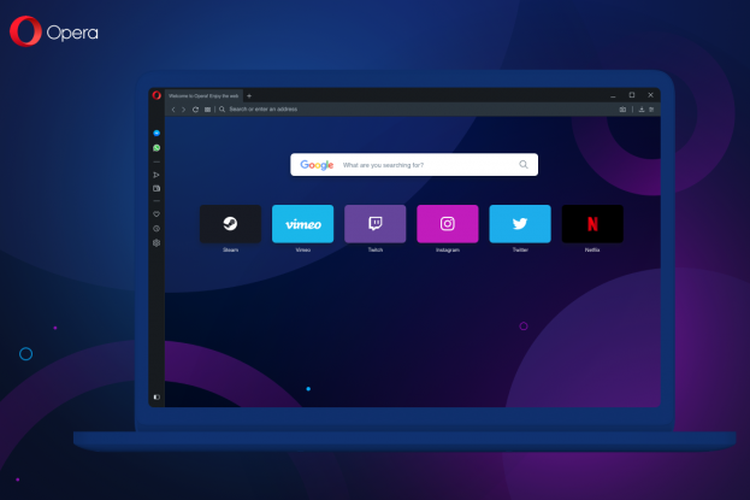 Opera
Welcome to Opera! Enjoy the web
Search or enter an address
Google What are you searching for?
vimeo
N
Steam Vimeo Twitch Instagram Twitter Netflix